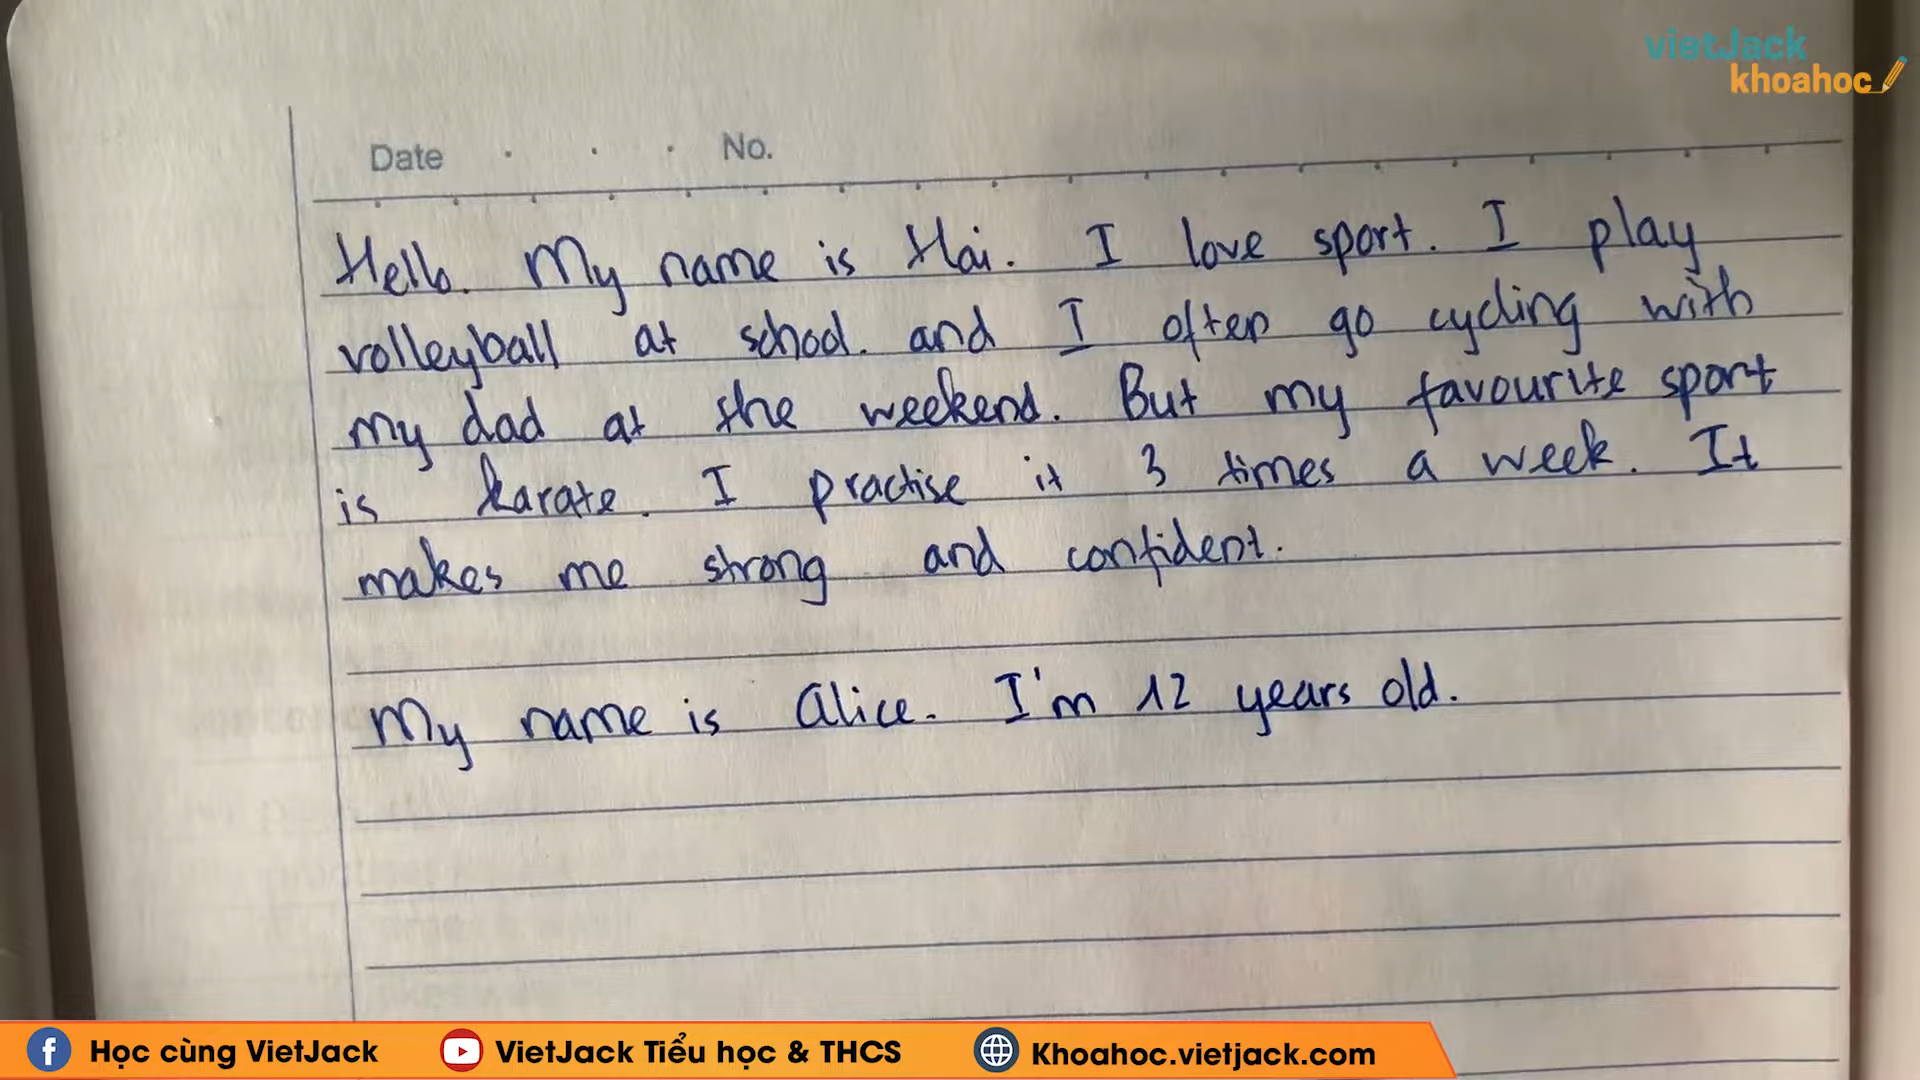 vietJack
khoahoc
Date . . . No.
Hello. My name is Hai. I love sport. I play
volleyball at school. and I often go cycling with
my dad at the weekend. But my favourite sport
is karate. I practise it 3 times a week. It
makes me strong and confident.
My name is Alice. I'm 12 years old.
Học cùng VietJack
VietJack Tiểu học & THCS
Khoahoc.vietjack.com